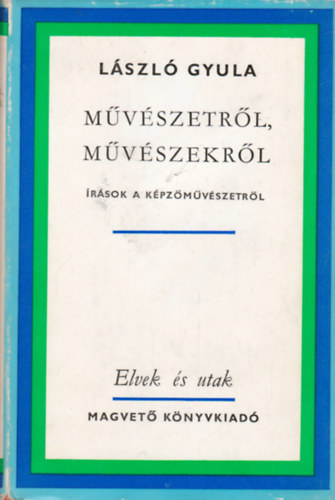 LÁSZLÓ GYULA
MŰVÉSZETRŐL,
MŰVÉSZEKRŐL
ÍRÁSOK A KÉPZŐMŰVÉSZETRŐL
Elvek és utak
MAGVETŐ KÖNYVKIADÓ